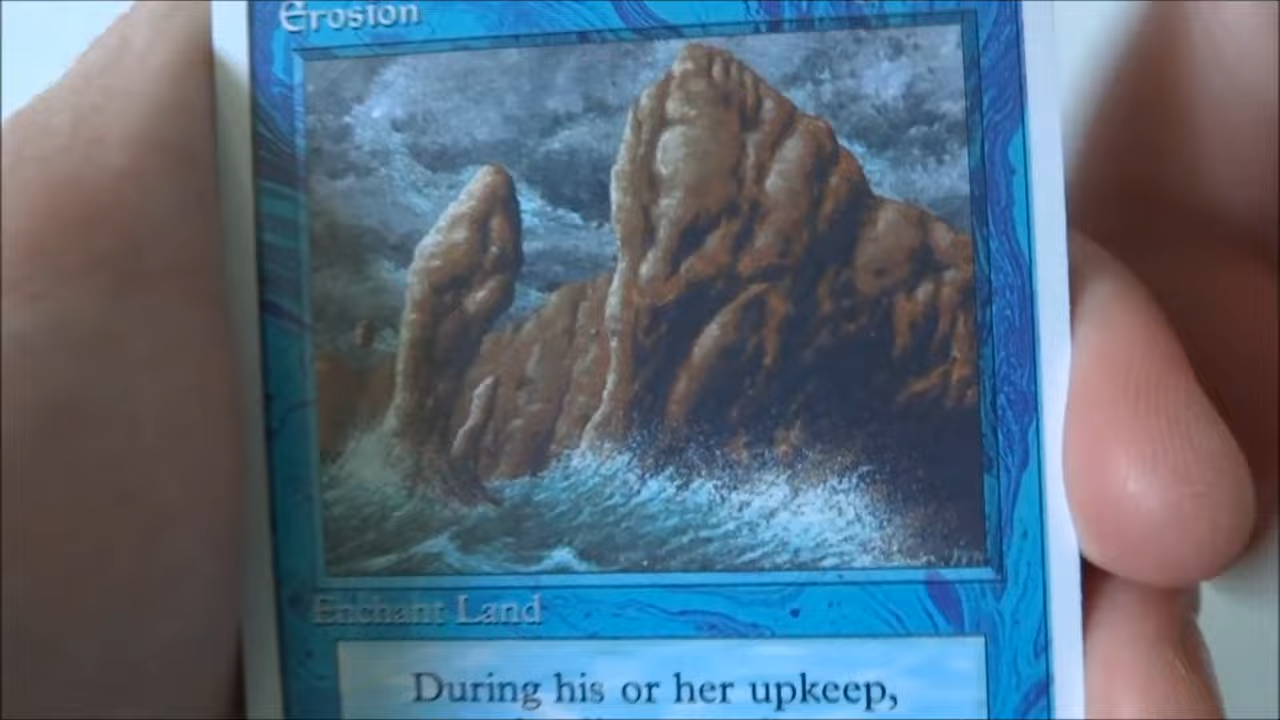 Erosion
Enchant Land
During his or her upkeep,